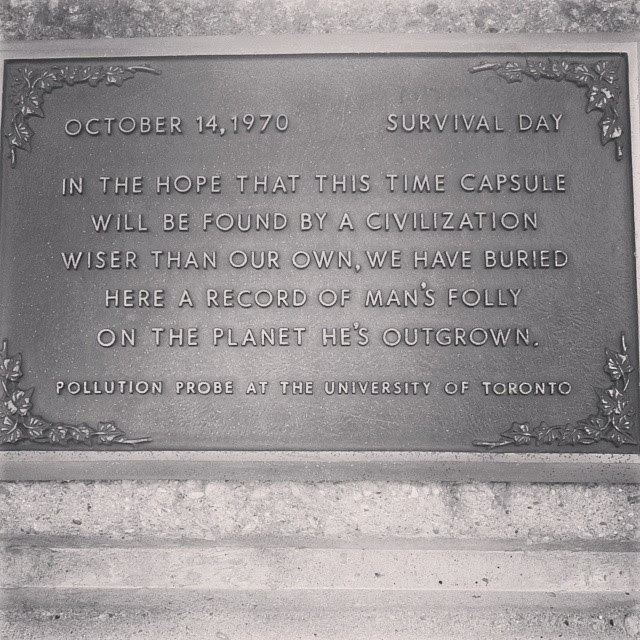 OCTOBER 14, 1970 SURVIVAL DAY
IN THE HOPE THAT THIS TIME CAPSULE
WILL BE FOUND BY A CIVILIZATION
WISER THAN OUR OWN, WE HAVE BURIED
HERE A RECORD OF MAN'S FOLLY
ON THE PLANET HE'S OUTGROWN.
POLLUTION PROBE AT THE UNIVERSITY OF TORONTO